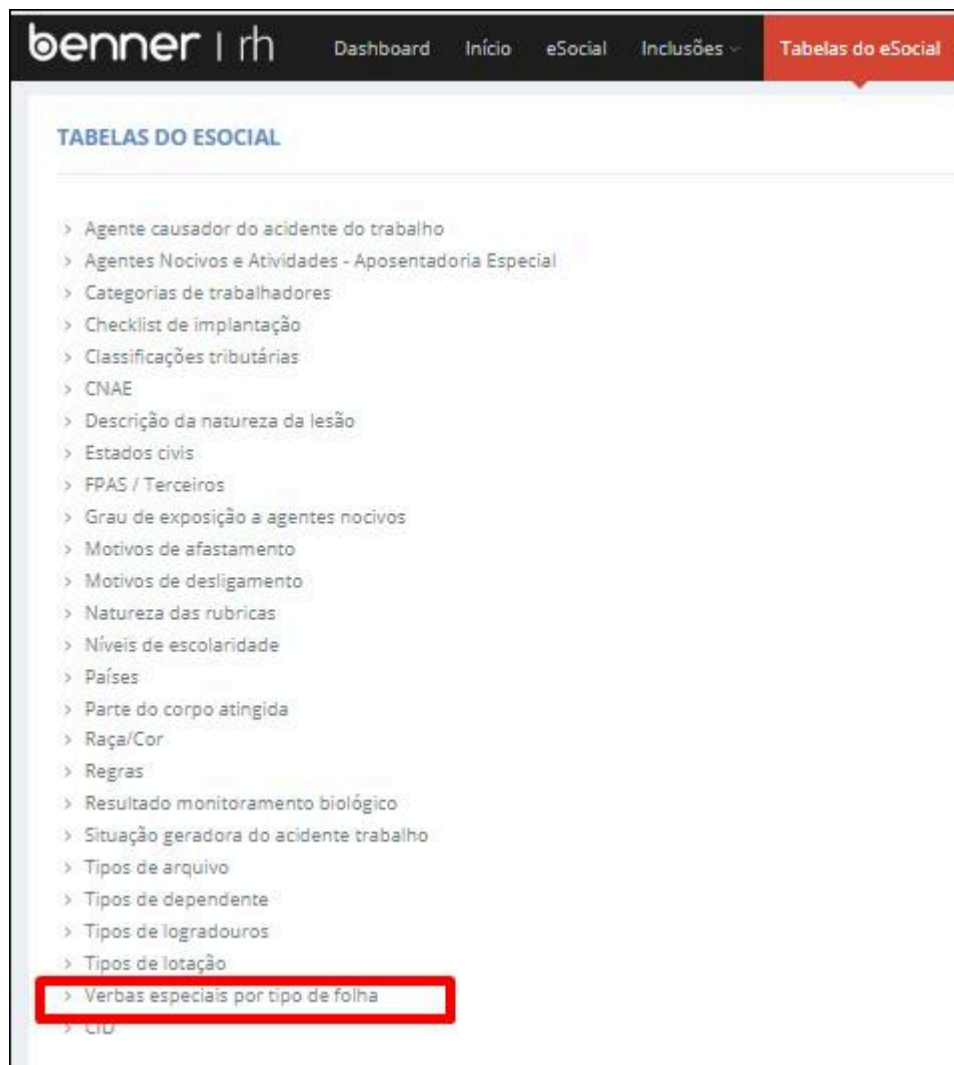 benner | rh Dashboard Início eSocial Inclusões Tabelas do eSocial
TABELAS DO ESOCIAL
> Agente causador do acidente do trabalho
> Agentes Nocivos e Atividades - Aposentadoria Especial
> Categorias de trabalhadores
> Checklist de implantação
> Classificações tributárias
> CNAE
> Descrição da natureza da lesão
> Estados civis
> FPAS / Terceiros
> Grau de exposição a agentes nocivos
> Motivos de afastamento
> Motivos de desligamento
> Natureza das rubricas
> Níveis de escolaridade
> Países
> Parte do corpo atingida
> Raça/Cor
> Regras
> Resultado monitoramento biológico
> Situação geradora do acidente trabalho
> Tipos de arquivo
> Tipos de dependente
> Tipos de logradouros
> Tipos de lotação
> Verbas especiais por tipo de folha
> CID